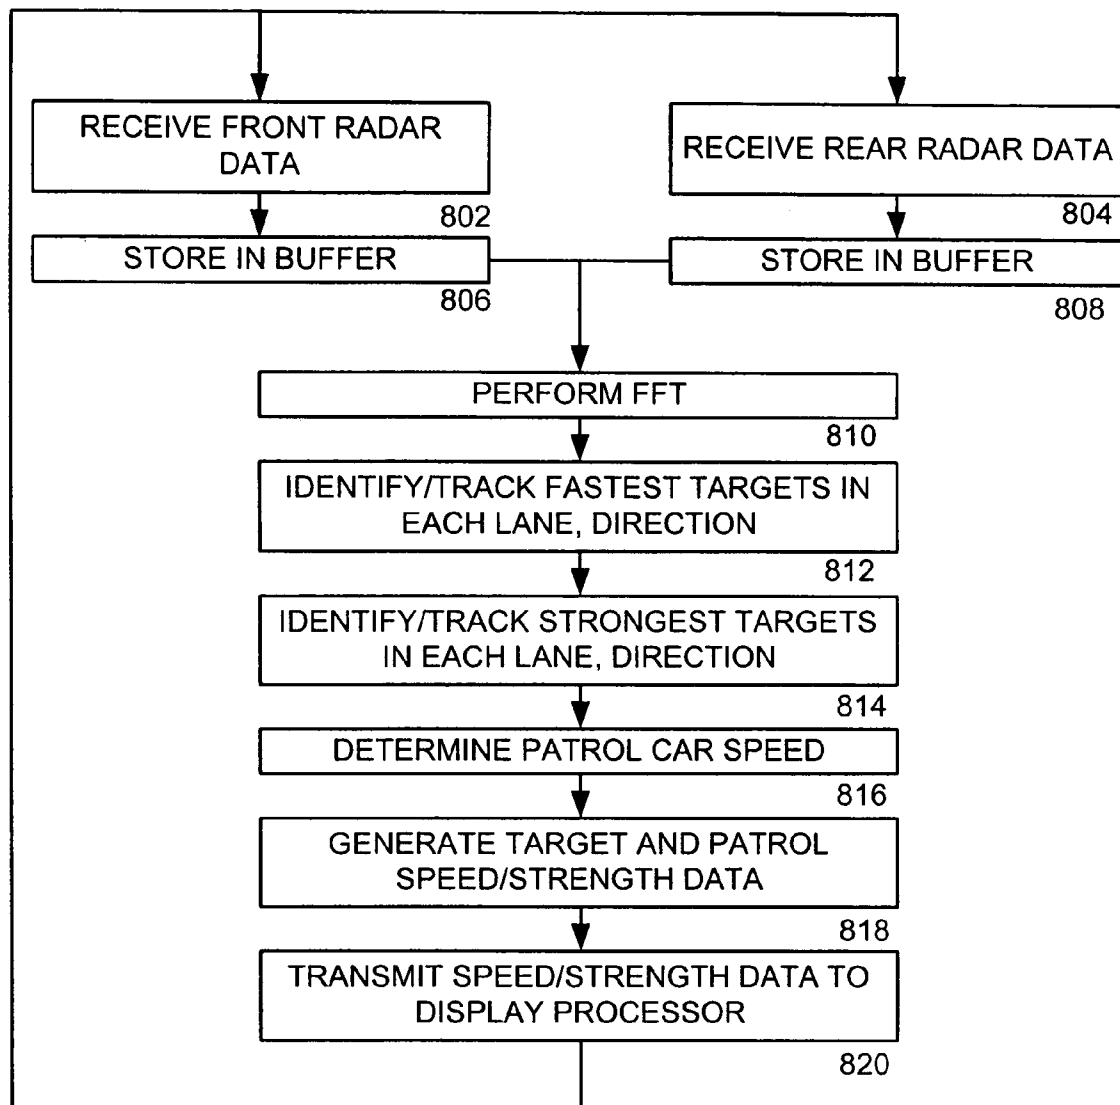 RECEIVE FRONT RADAR
DATA
802
RECEIVE REAR RADAR DATA
804
STORE IN BUFFER
806
STORE IN BUFFER
808
PERFORM FFT
810
IDENTIFY/TRACK FASTEST TARGETS IN
EACH LANE, DIRECTION
812
IDENTIFY/TRACK STRONGEST TARGETS
IN EACH LANE, DIRECTION
814
DETERMINE PATROL CAR SPEED
816
GENERATE TARGET AND PATROL
SPEED/STRENGTH DATA
818
TRANSMIT SPEED/STRENGTH DATA TO
DISPLAY PROCESSOR
820